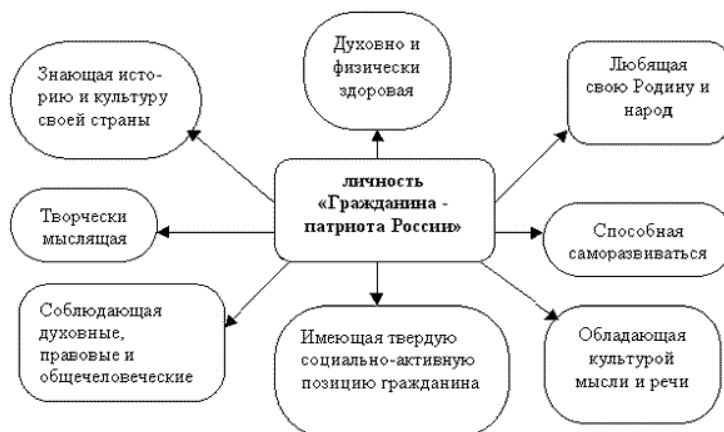 Знающая исто-
рию и культуру
своей страны
Духовно и
физически
здоровая
Любящая
свою Родину и
народ
личность
«Гражданина -
патриота России»
Творчески
мыслящая
Способная
саморазвиваться
Соблюдающая
духовные,
правовые и
общечеловеческие
Имеющая твердую
социально-активную
позицию гражданина
Обладающая
культурой
мысли и речи